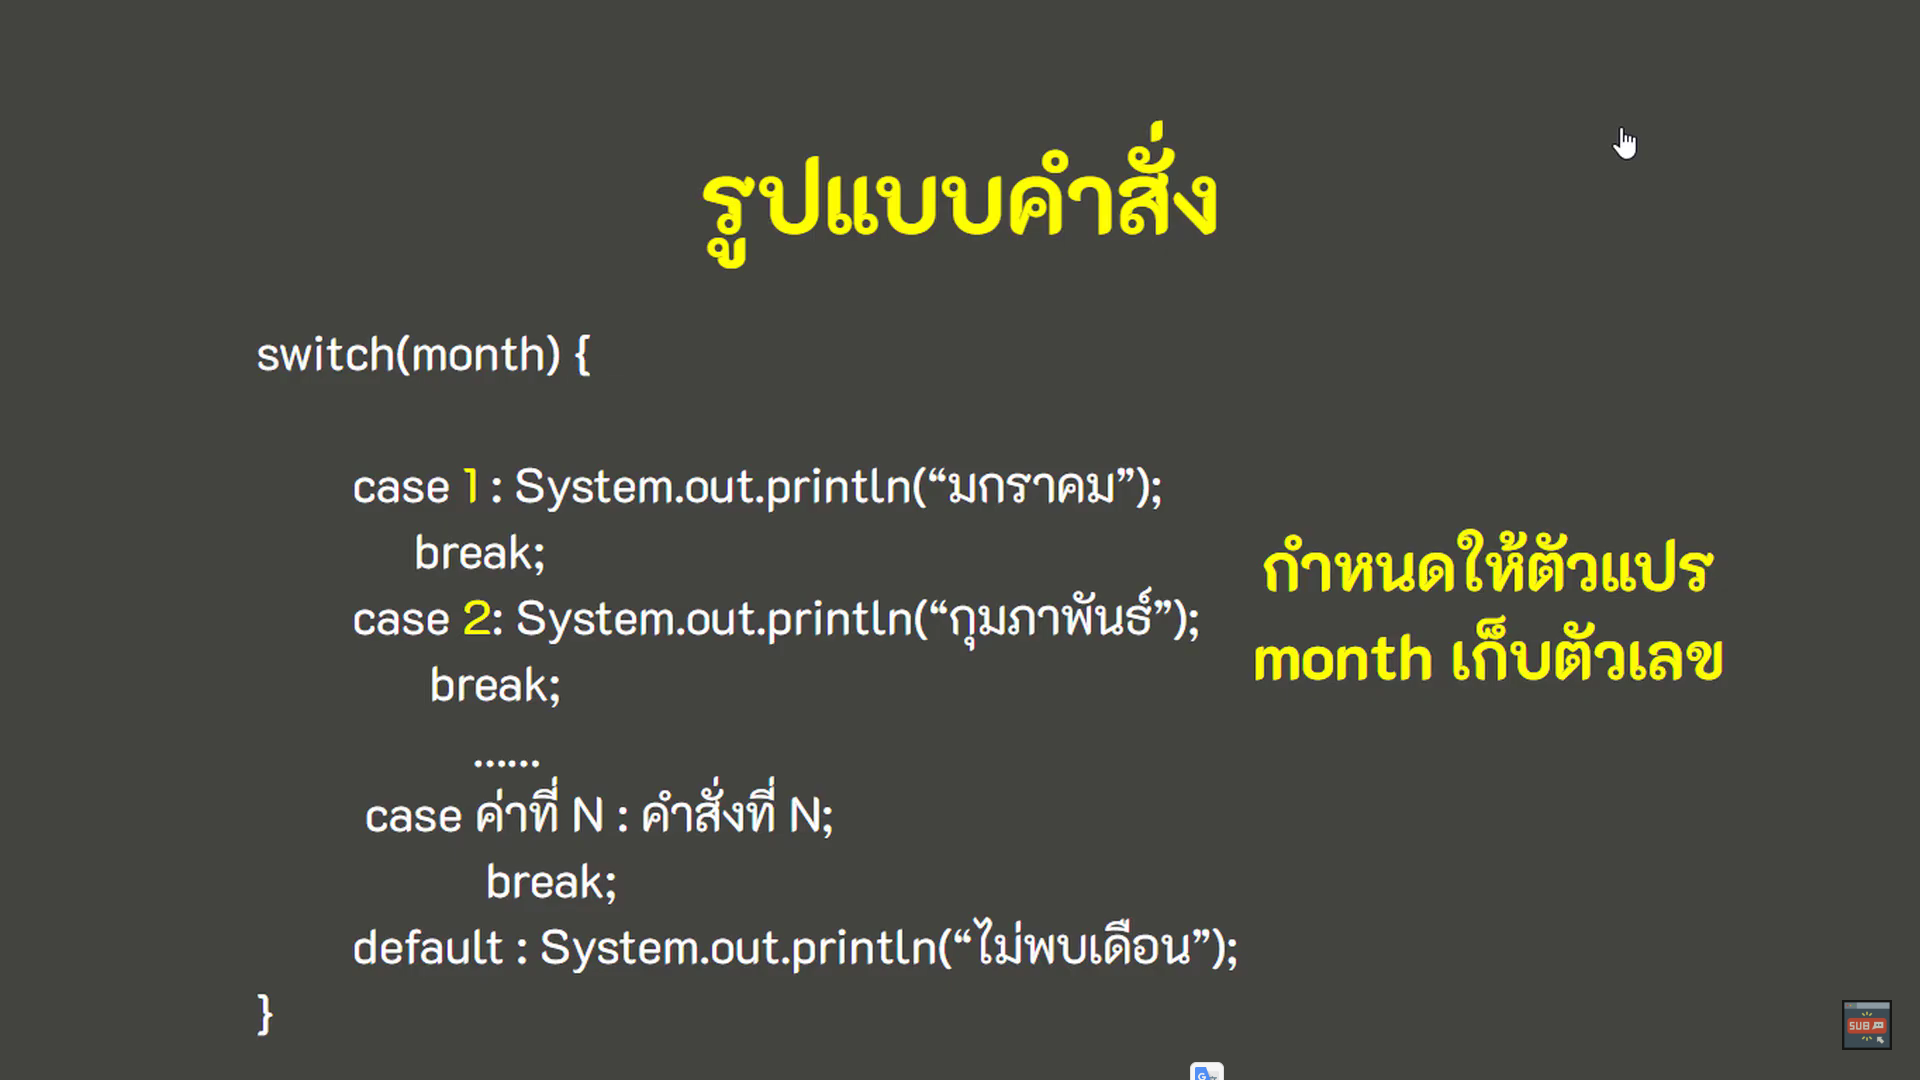 รูปแบบคำสั่ง
switch(month) {
case 1 : System.out.println(“มกราคม”);
break;
case 2: System.out.println(“กุมภาพันธ์”);
break;
......
case ค่าที่ N : คำสั่งที่ N;
break;
default : System.out.println(“ไม่พบเดือน”);
}
กำหนดให้ตัวแปร
month เก็บตัวเลข
SUB